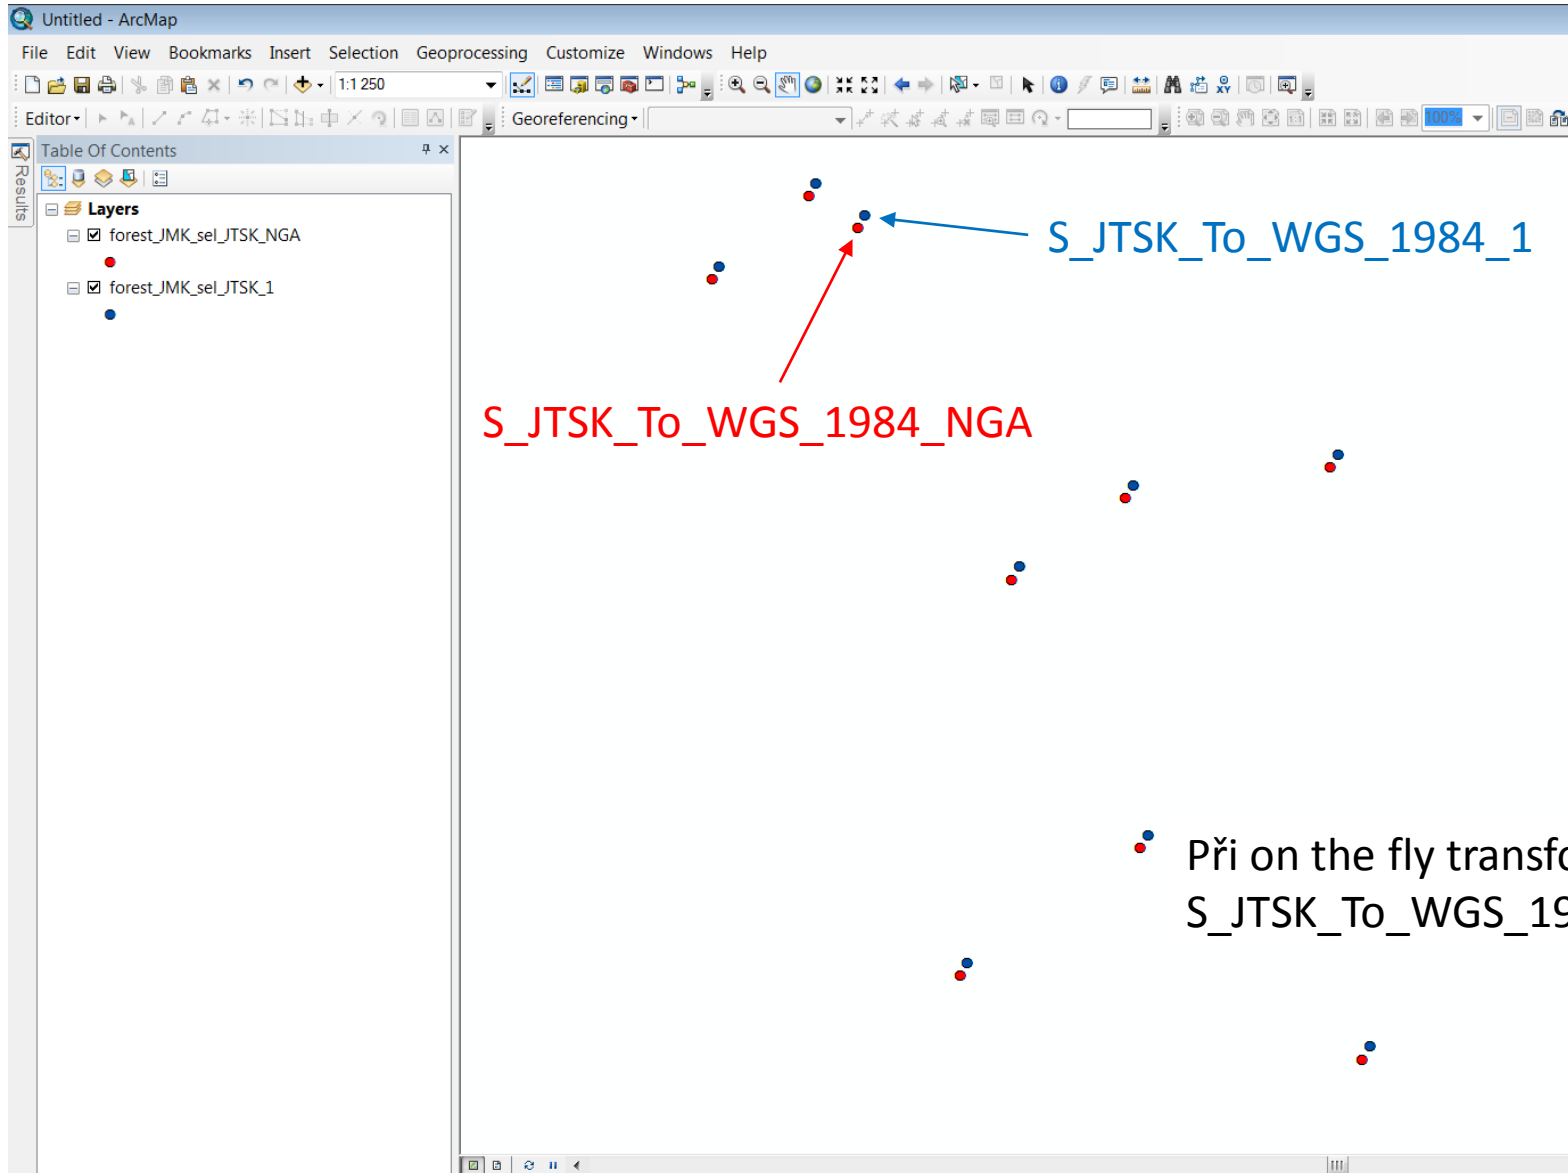 Untitled - ArcMap
File Edit View Bookmarks Insert Selection Geoprocessing Customize Windows Help
1:1 250
Editor Georeferencing 100%
Table Of Contents
Results
Layers
forest_JMK_sel_JTSK_NGA
forest_JMK_sel_JTSK_1
S_JTSK_To_WGS_1984_1
S_JTSK_To_WGS_1984_NGA
Při on the fly transfo
S_JTSK_To_WGS_19